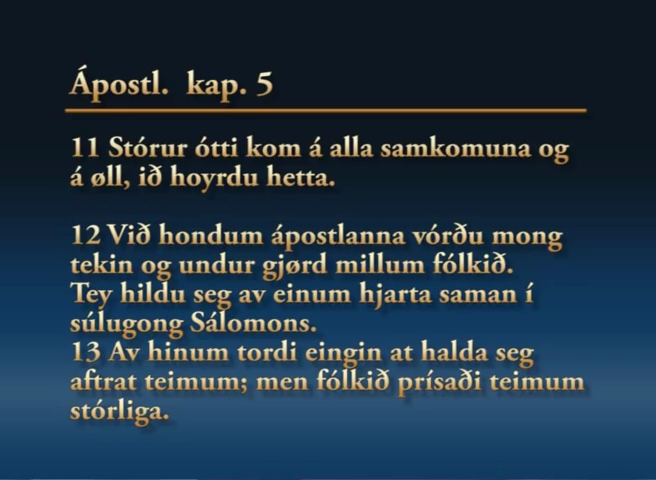 Ápostl. kap. 5
11 Stórur ótti kom á alla samkomuna og
á øll, ið hoyrdu hetta.
12 Við hondum ápostlanna vórðu mong
tekin og undur gjørd millum fólkið.
Tey hildu seg av einum hjarta saman í
súlugong Sálomons.
13 Av hinum tordi eingin at halda seg
aftrat teimum; men fólkið prísaði teimum
stórliga.